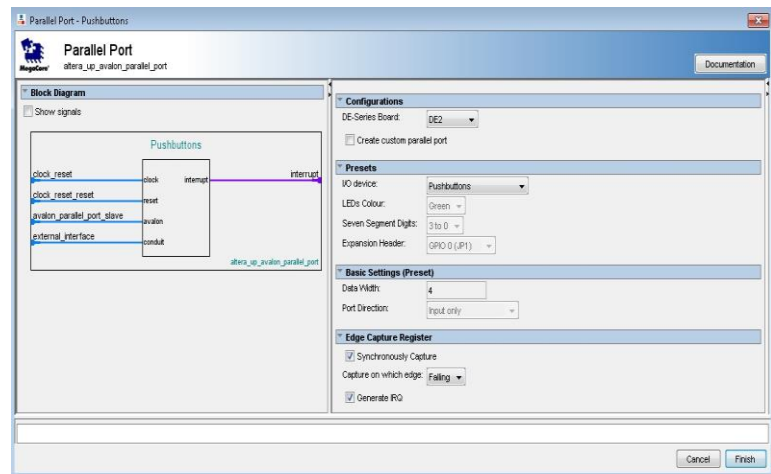 Parallel Port - Pushbuttons
Parallel Port
altera_up_avalon_parallel_port
MegaCore'
Documentation
Block Diagram
Show signals
Pushbuttons
clock_reset
clock
interrupt
interrupt
clock_reset_reset
reset
avalon_parallel_port_slave
avalon
external_interface
conduit
altera_up_avalon_parallel_port
Configurations
DE-Series Board: DE2
Create custom parallel port
Presets
I/O device: Pushbuttons
LEDs Colour: Green
Seven Segment Digits: 3 to 0
Expansion Header: GPIO 0 (JP1)
Basic Settings (Preset)
Data Width: 4
Port Direction: Input only
Edge Capture Register
Synchronously Capture
Capture on which edge: Falling
Generate IRQ
Cancel Finish